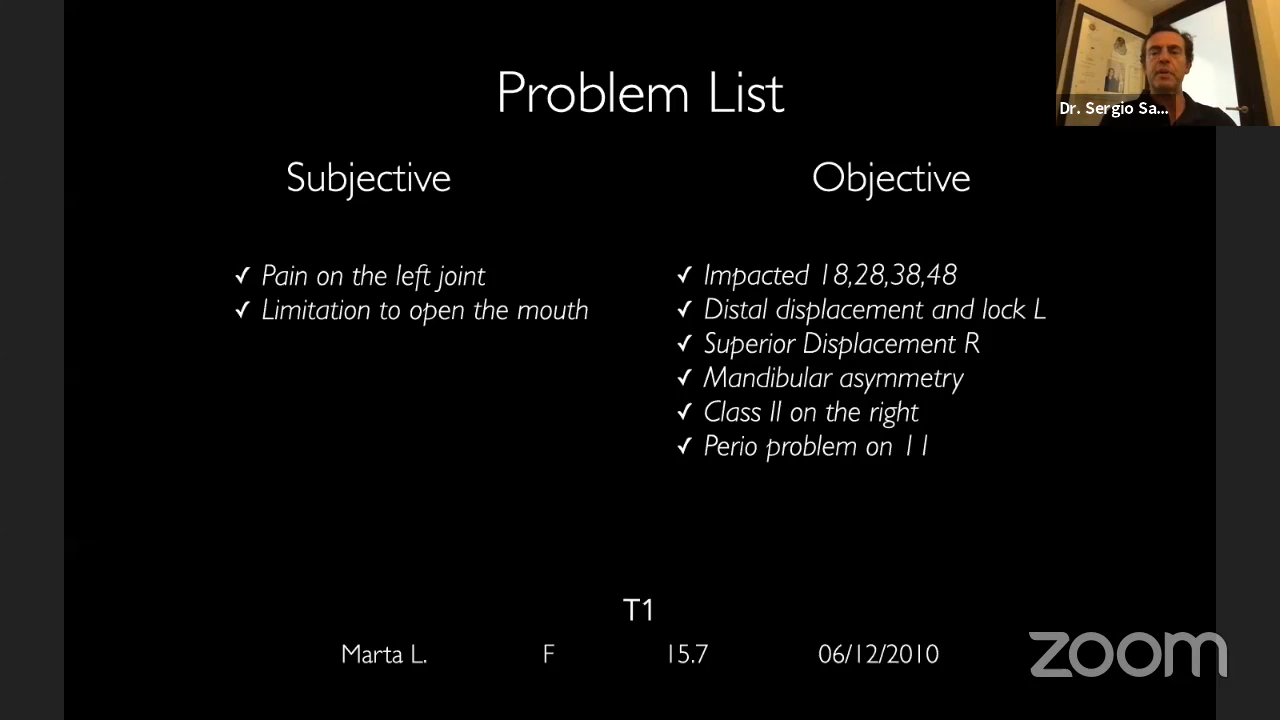 Problem List
Dr. Sergio Sa...
Subjective
Objective
✓ Pain on the left joint
✓ Limitation to open the mouth
✓ Impacted 18,28,38,48
✓ Distal displacement and lock L
✓ Superior Displacement R
✓ Mandibular asymmetry
✓ Class II on the right
✓ Perio problem on 11
T1
Marta L. F 15.7 06/12/2010
zoom